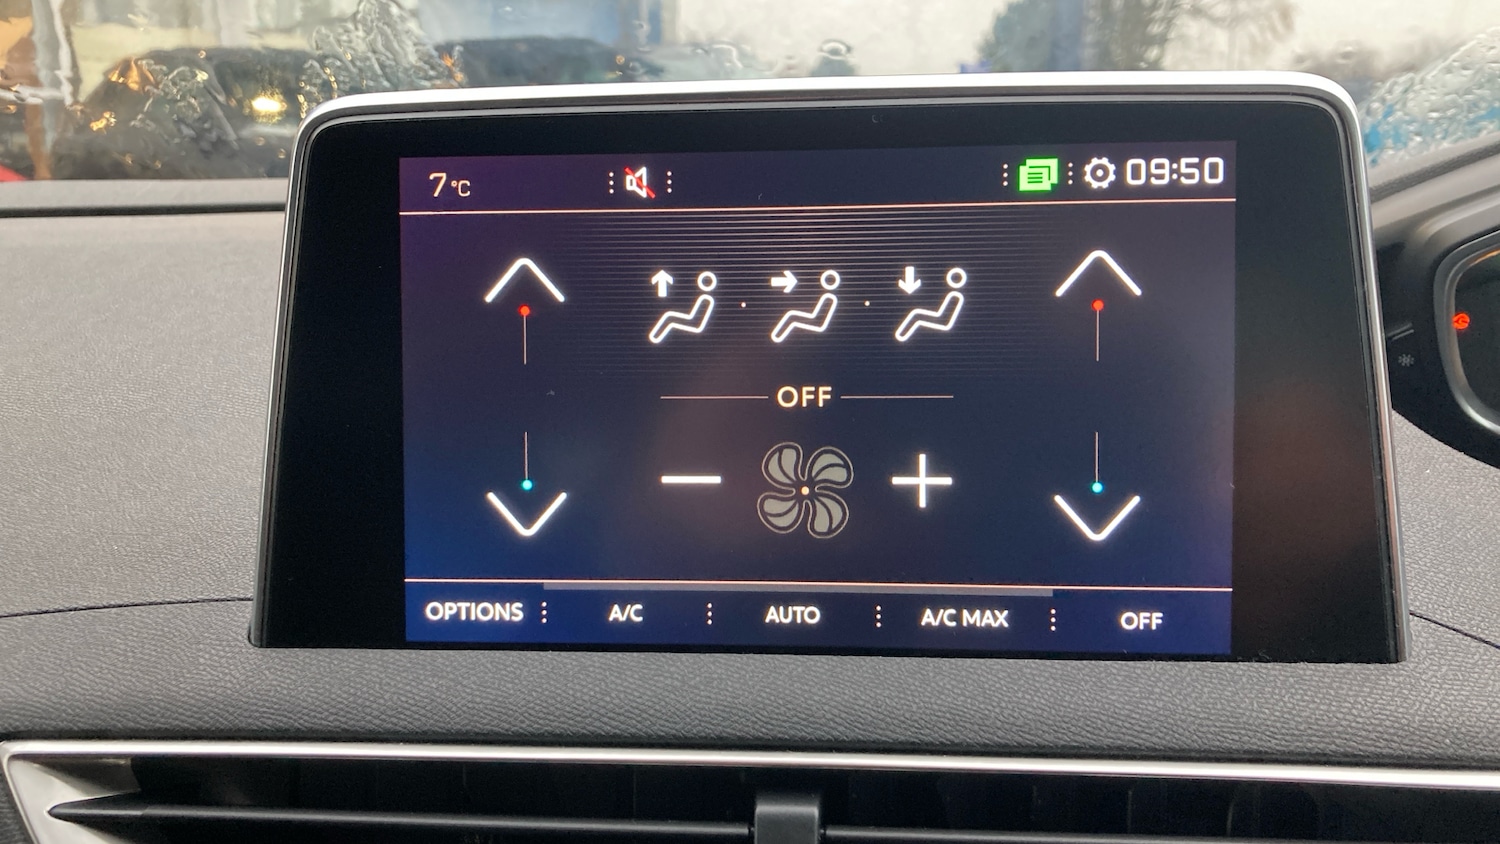 7°C 09:50
OFF
OPTIONS A/C AUTO A/C MAX OFF